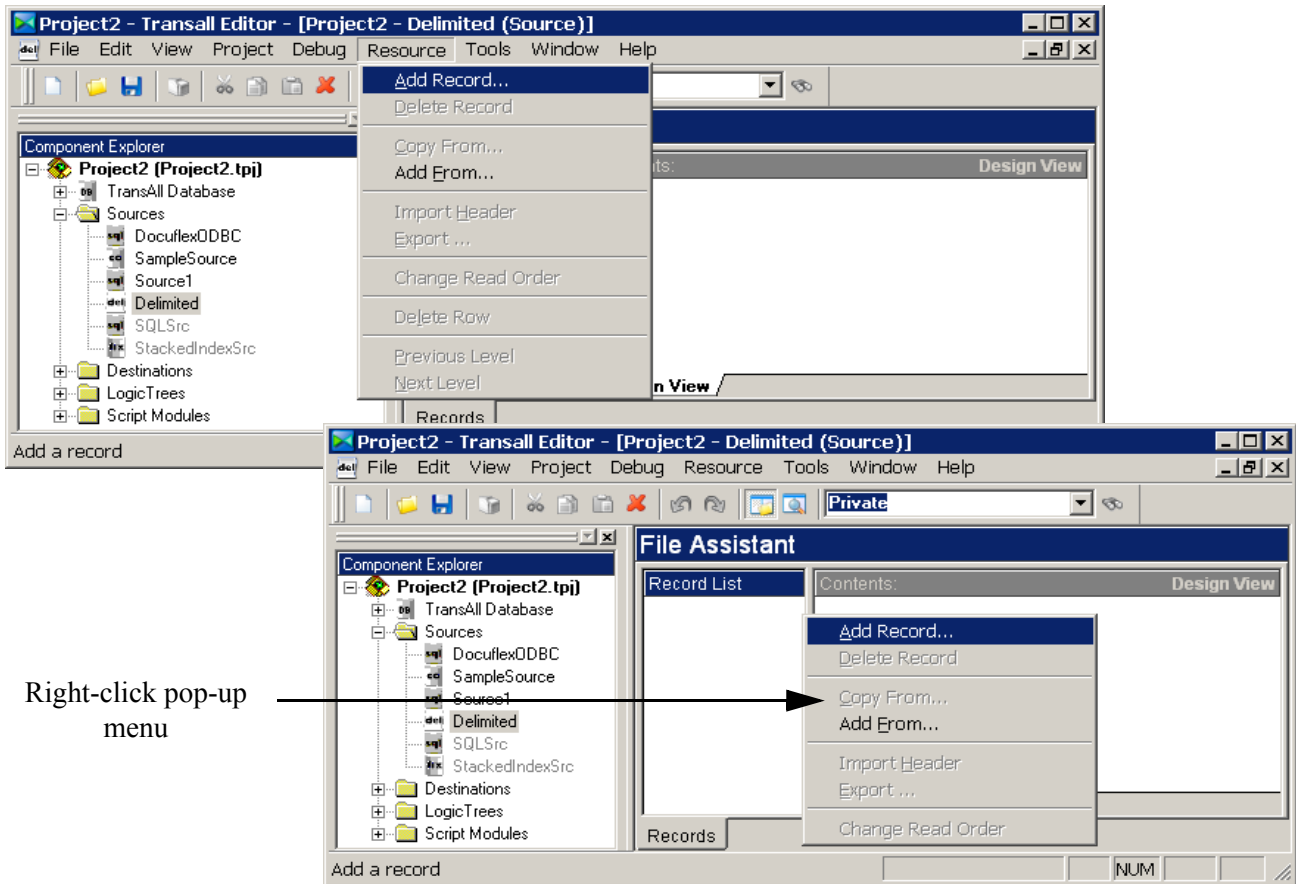 Project2 - Transall Editor - [Project2 - Delimited (Source)]
File Edit View Project Debug Resource Tools Window Help
Add Record...
Delete Record
Copy From...
Add From...
Import Header
Export ...
Change Read Order
Delete Row
Previous Level
Next Level
Component Explorer
Project2 (Project2.tpj)
TransAll Database
Sources
DocuflexODBC
SampleSource
Source1
Delimited
SQLSrc
StackedIndexSrc
Destinations
LogicTrees
Script Modules
nts:
Design View
n View
Records
Add a record
Project2 - Transall Editor - [Project2 - Delimited (Source)]
File Edit View Project Debug Resource Tools Window Help
Private
Component Explorer
Project2 (Project2.tpj)
TransAll Database
Sources
DocuflexODBC
SampleSource
Source1
Delimited
SQLSrc
StackedIndexSrc
Destinations
LogicTrees
Script Modules
File Assistant
Record List
Contents:
Design View
Add Record...
Delete Record
Copy From...
Add From...
Import Header
Export ...
Change Read Order
Records
Add a record
NUM
Right-click pop-up
menu